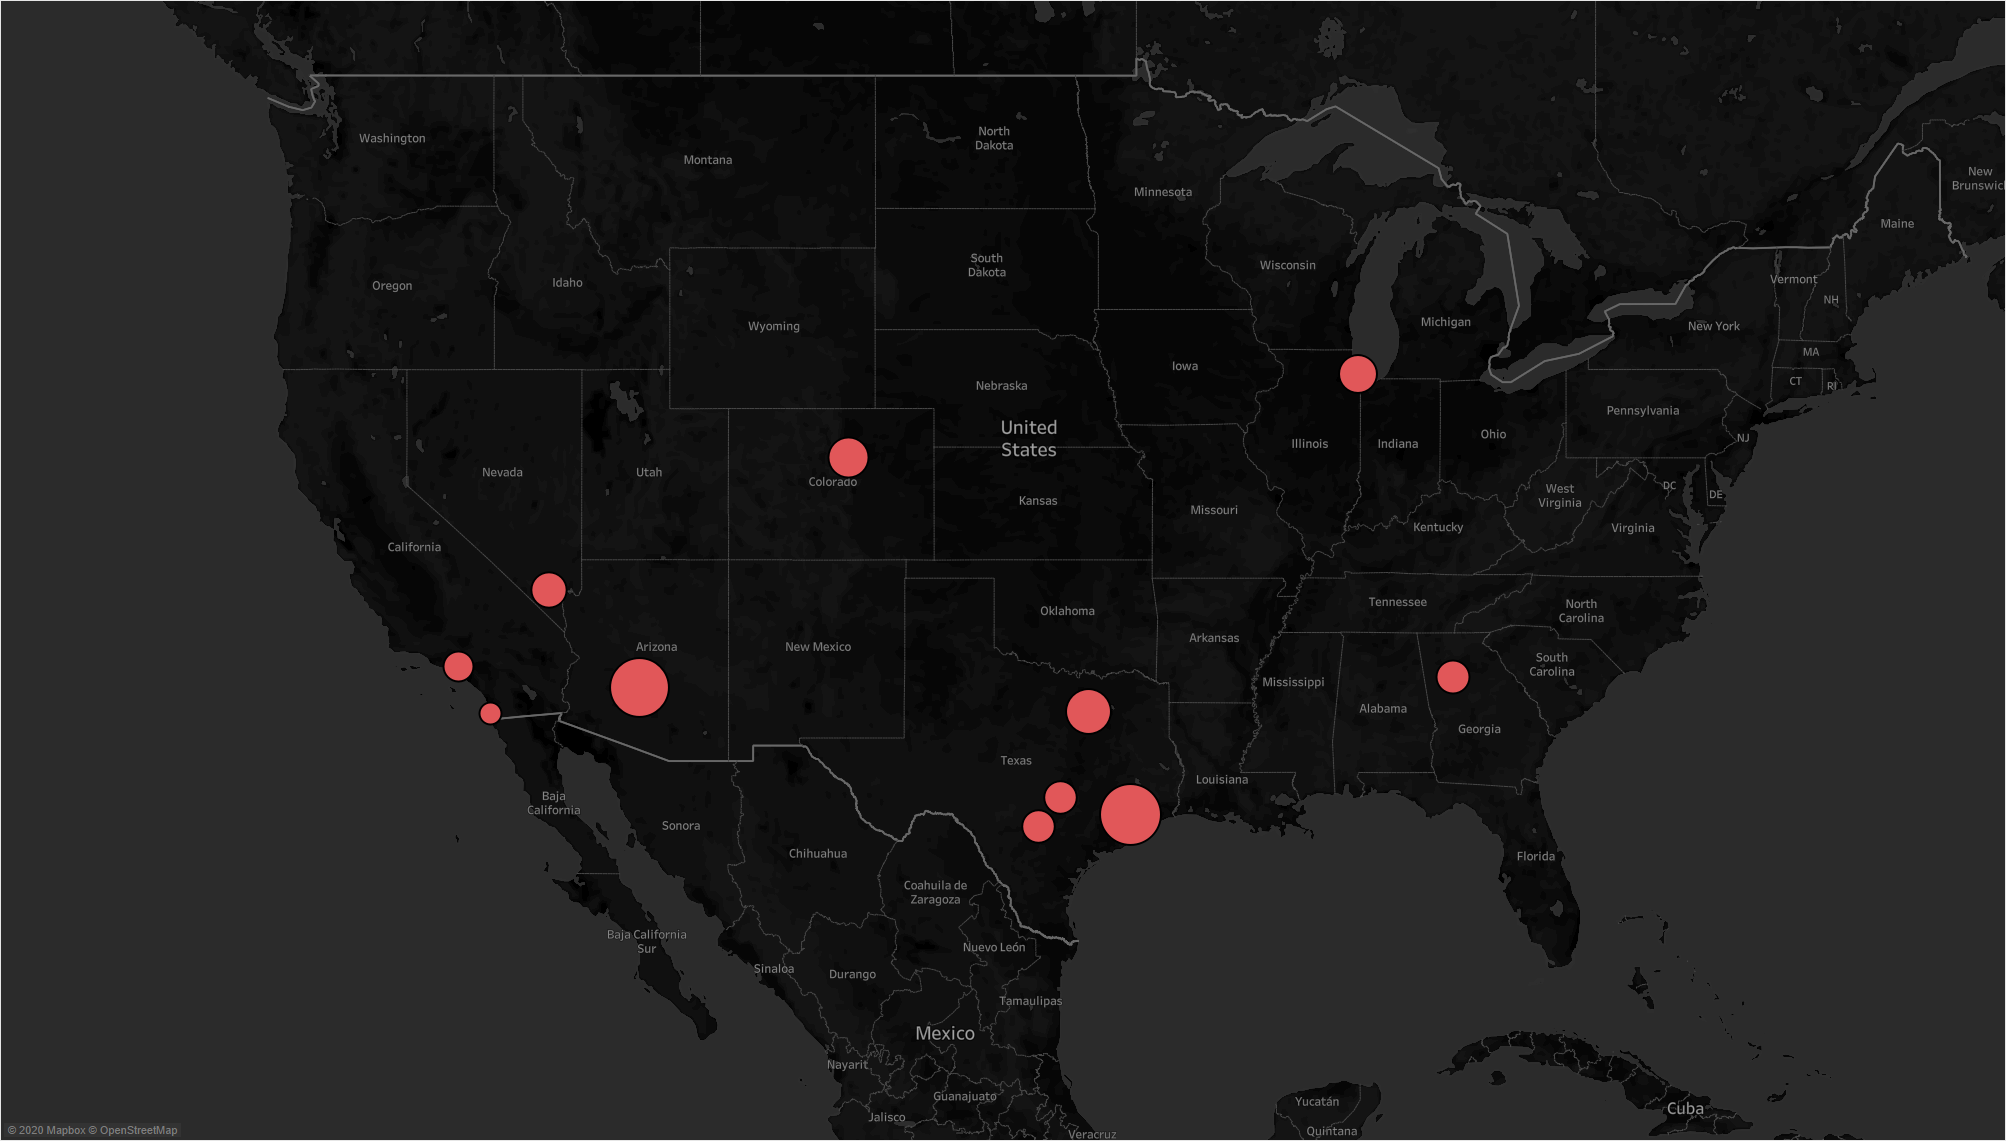 Washington
Montana
North
Dakota
Minnesota
New
Brunswic
Maine
Oregon
Idaho
South
Dakota
Wisconsin
Michigan
Vermont
NH
New York
Wyoming
MA
CT
RI
Nebraska
Iowa
Pennsylvania
NJ
United
States
Illinois
Indiana
Ohio
Nevada
Utah
Colorado
Kansas
Missouri
West
Virginia
DC
DE
Kentucky
Virginia
California
Oklahoma
Tennessee
North
Carolina
Arizona
New Mexico
Arkansas
South
Carolina
Mississippi
Alabama
Georgia
Texas
Louisiana
Baja
California
Sonora
Chihuahua
Coahuila de
Zaragoza
Florida
Baja California
Sur
Nuevo León
Sinaloa
Durango
Tamaulipas
Mexico
Nayarit
Guanajuato
Jalisco
Veracruz
Yucatán
Quintana
Cuba
© 2020 Mapbox © OpenStreetMap